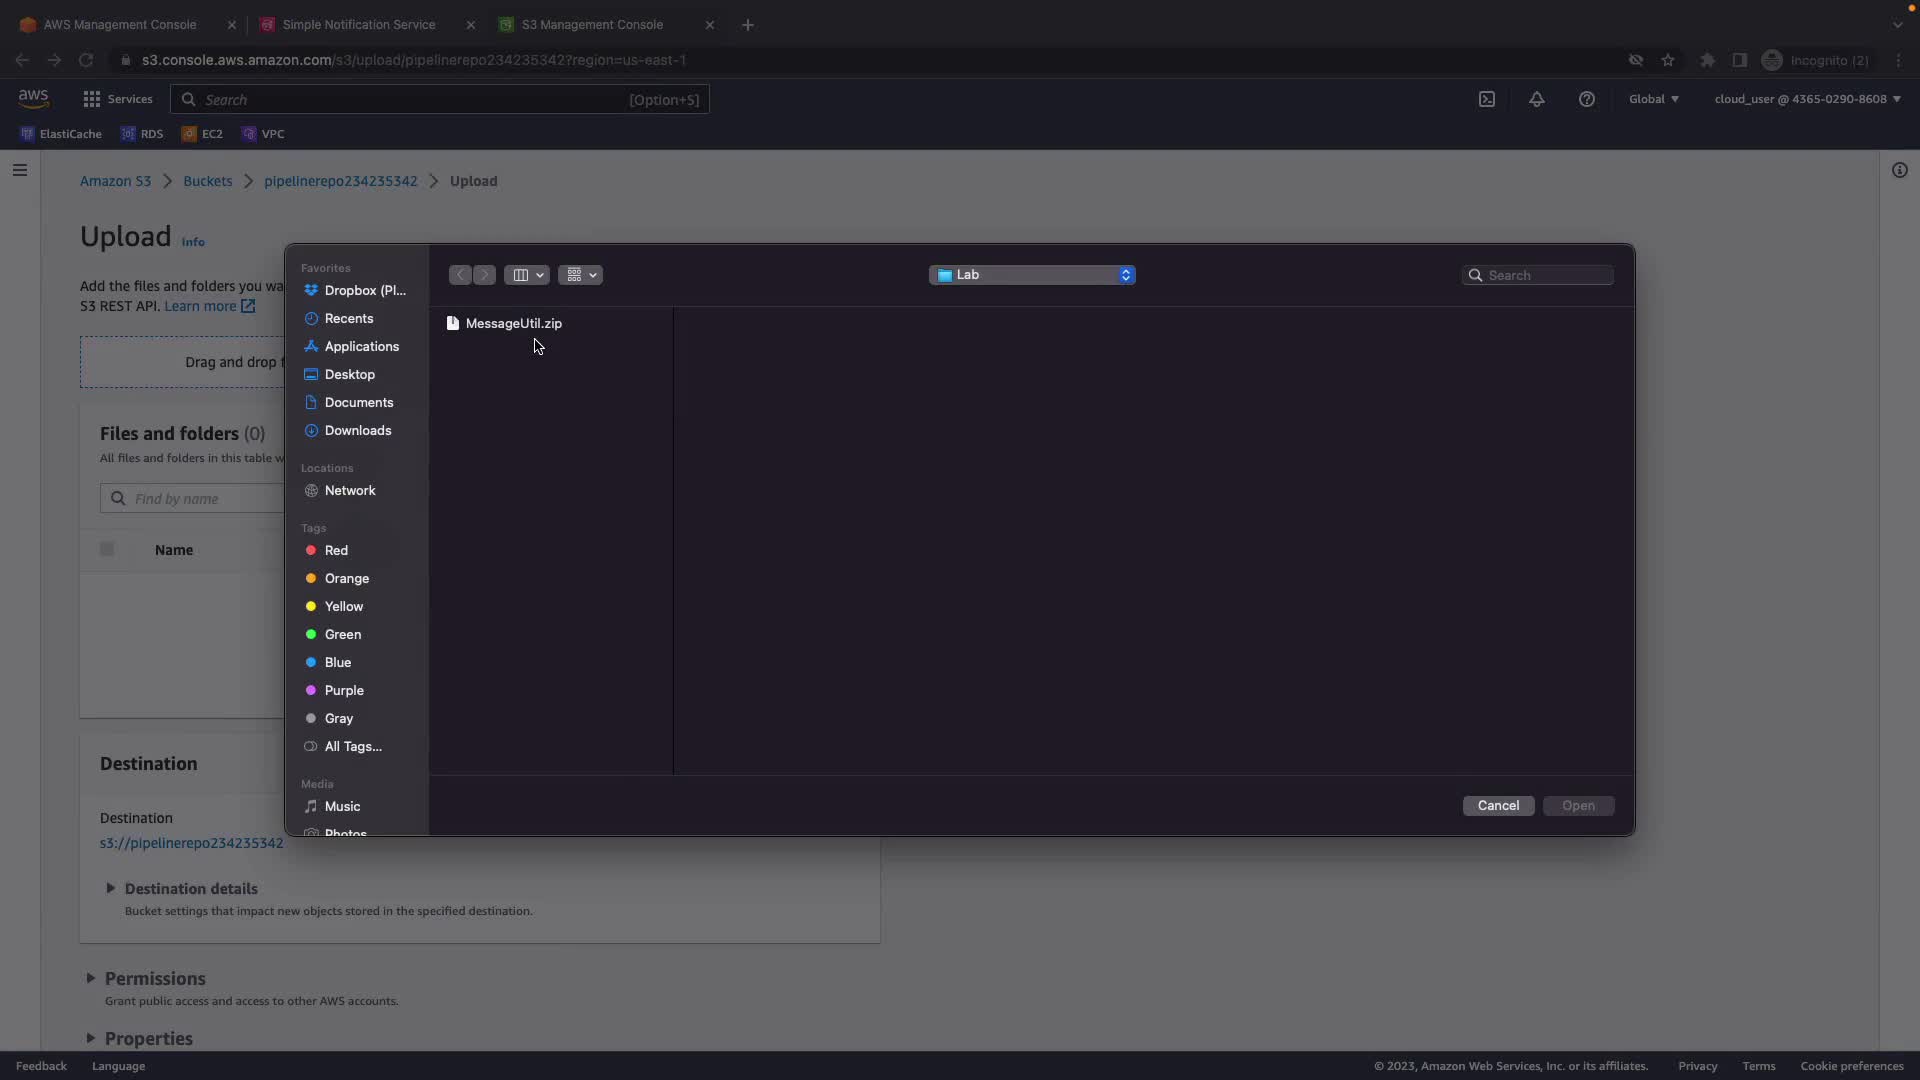 AWS Management Console
Simple Notification Service
S3 Management Console
s3.console.aws.amazon.com/s3/upload/pipelinerepo234235342?region=us-east-1
Incognito (2)
aws
Services
Search
[Option+S]
Global
cloud_user @ 4365-0290-8608
ElastiCache
RDS
EC2
VPC
Amazon S3
Buckets
pipelinerepo234235342
Upload
Upload
Info
Add the files and folders you wa
S3 REST API. Learn more
Drag and drop f
Files and folders (0)
All files and folders in this table w
Find by name
Name
Favorites
Dropbox (Pl...
Recents
Applications
Desktop
Documents
Downloads
Locations
Network
Tags
Red
Orange
Yellow
Green
Blue
Purple
Gray
All Tags...
Media
Music
Photos
Lab
Search
MessageUtil.zip
Cancel
Open
Destination
Destination
s3://pipelinerepo234235342
Destination details
Bucket settings that impact new objects stored in the specified destination.
Permissions
Grant public access and access to other AWS accounts.
Properties
Feedback
Language
© 2023, Amazon Web Services, Inc. or its affiliates.
Privacy
Terms
Cookie preferences